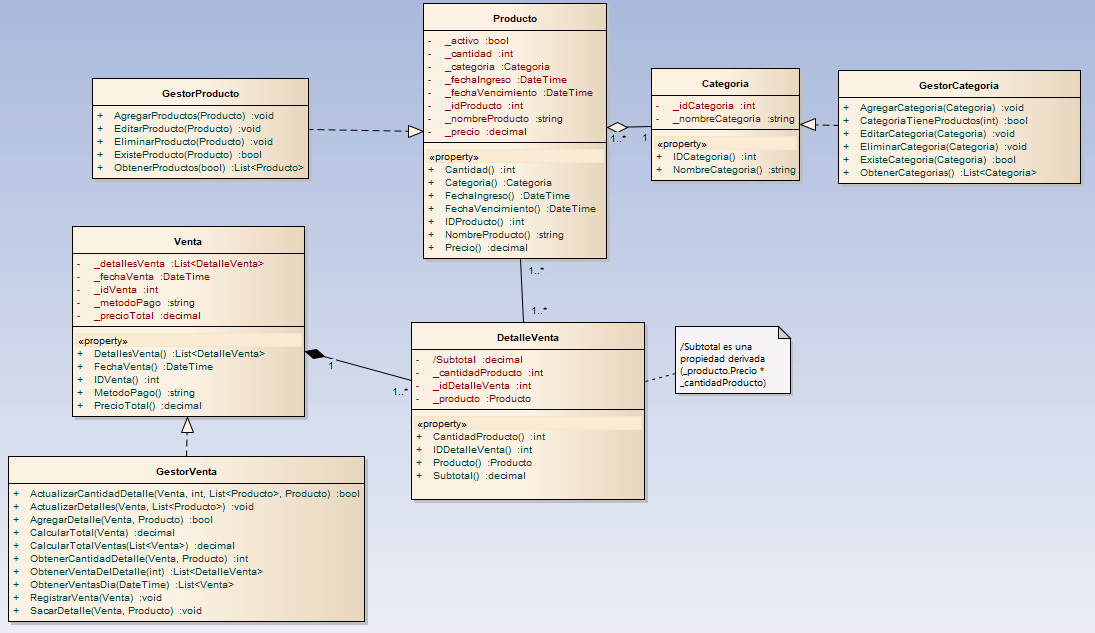 Producto
- _activo :bool
- _cantidad :int
- _categoria :Categoria
- _fechaIngreso :DateTime
- _fechaVencimiento :DateTime
- _idProducto :int
- _nombreProducto :string
- _precio :decimal
«property»
+ Cantidad() :int
+ Categoria() :Categoria
+ FechaIngreso() :DateTime
+ FechaVencimiento() :DateTime
+ IDProducto() :int
+ NombreProducto() :string
+ Precio() :decimal
GestorProducto
+ AgregarProductos(Producto) :void
+ EditarProducto(Producto) :void
+ EliminarProducto(Producto) :void
+ ExisteProducto(Producto) :bool
+ ObtenerProductos(bool) :List<Producto>
1..*
1
Categoria
- _idCategoria :int
- _nombreCategoria :string
«property»
+ IDCategoria() :int
+ NombreCategoria() :string
GestorCategoria
+ AgregarCategoria(Categoria) :void
+ CategoriaTieneProductos(int) :bool
+ EditarCategoria(Categoria) :void
+ EliminarCategoria(Categoria) :void
+ ExisteCategoria(Categoria) :bool
+ ObtenerCategorias() :List<Categoria>
Venta
- _detallesVenta :List<DetalleVenta>
- _fechaVenta :DateTime
- _idVenta :int
- _metodoPago :string
- _precioTotal :decimal
«property»
+ DetallesVenta() :List<DetalleVenta>
+ FechaVenta() :DateTime
+ IDVenta() :int
+ MetodoPago() :string
+ PrecioTotal() :decimal
1..*
1..*
1
1..*
DetalleVenta
- /Subtotal :decimal
- _cantidadProducto :int
- _idDetalleVenta :int
- _producto :Producto
«property»
+ CantidadProducto() :int
+ IDDetalleVenta() :int
+ Producto() :Producto
+ Subtotal() :decimal
/Subtotal es una
propiedad derivada
(_producto.Precio *
_cantidadProducto)
GestorVenta
+ ActualizarCantidadDetalle(Venta, int, List<Producto>, Producto) :bool
+ ActualizarDetalles(Venta, List<Producto>) :void
+ AgregarDetalle(Venta, Producto) :bool
+ CalcularTotal(Venta) :decimal
+ CalcularTotalVentas(List<Venta>) :decimal
+ ObtenerCantidadDetalle(Venta, Producto) :int
+ ObtenerVentaDelDetalle(int) :List<DetalleVenta>
+ ObtenerVentasDia(DateTime) :List<Venta>
+ RegistrarVenta(Venta) :void
+ SacarDetalle(Venta, Producto) :void